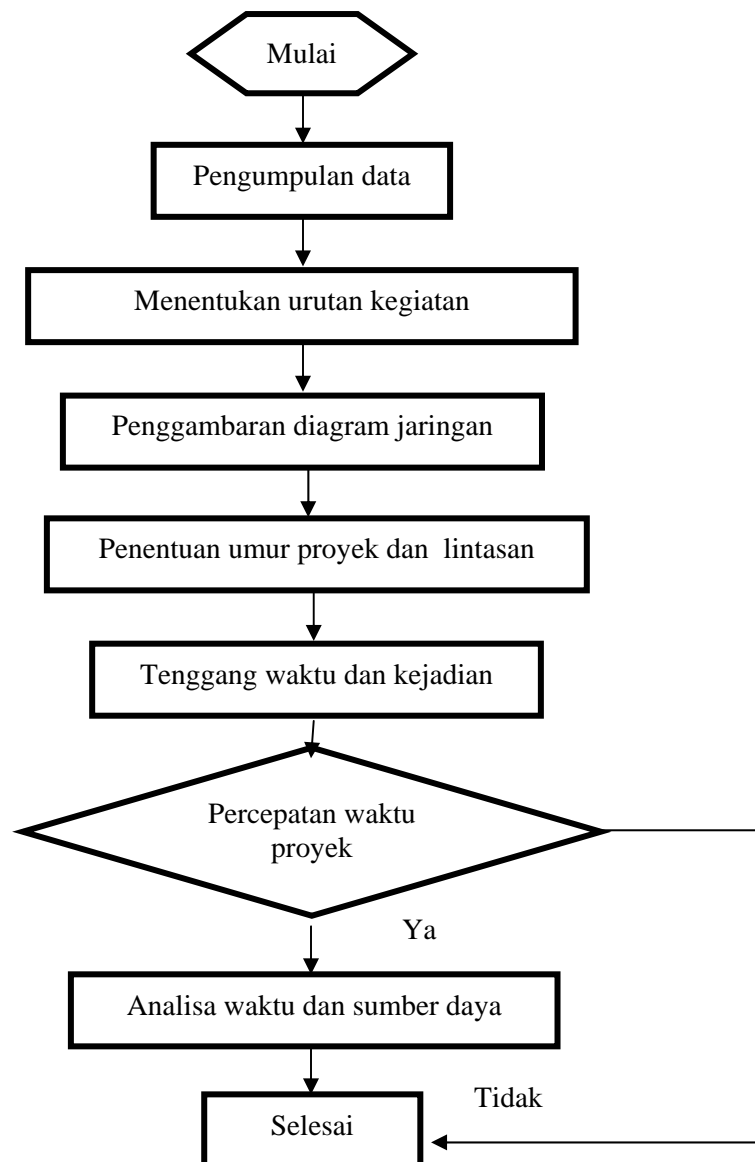 Mulai
Pengumpulan data
Menentukan urutan kegiatan
Penggambaran diagram jaringan
Penentuan umur proyek dan  lintasan
Tenggang waktu dan kejadian
Percepatan waktu
proyek
Ya
Analisa waktu dan sumber daya
Tidak
Selesai